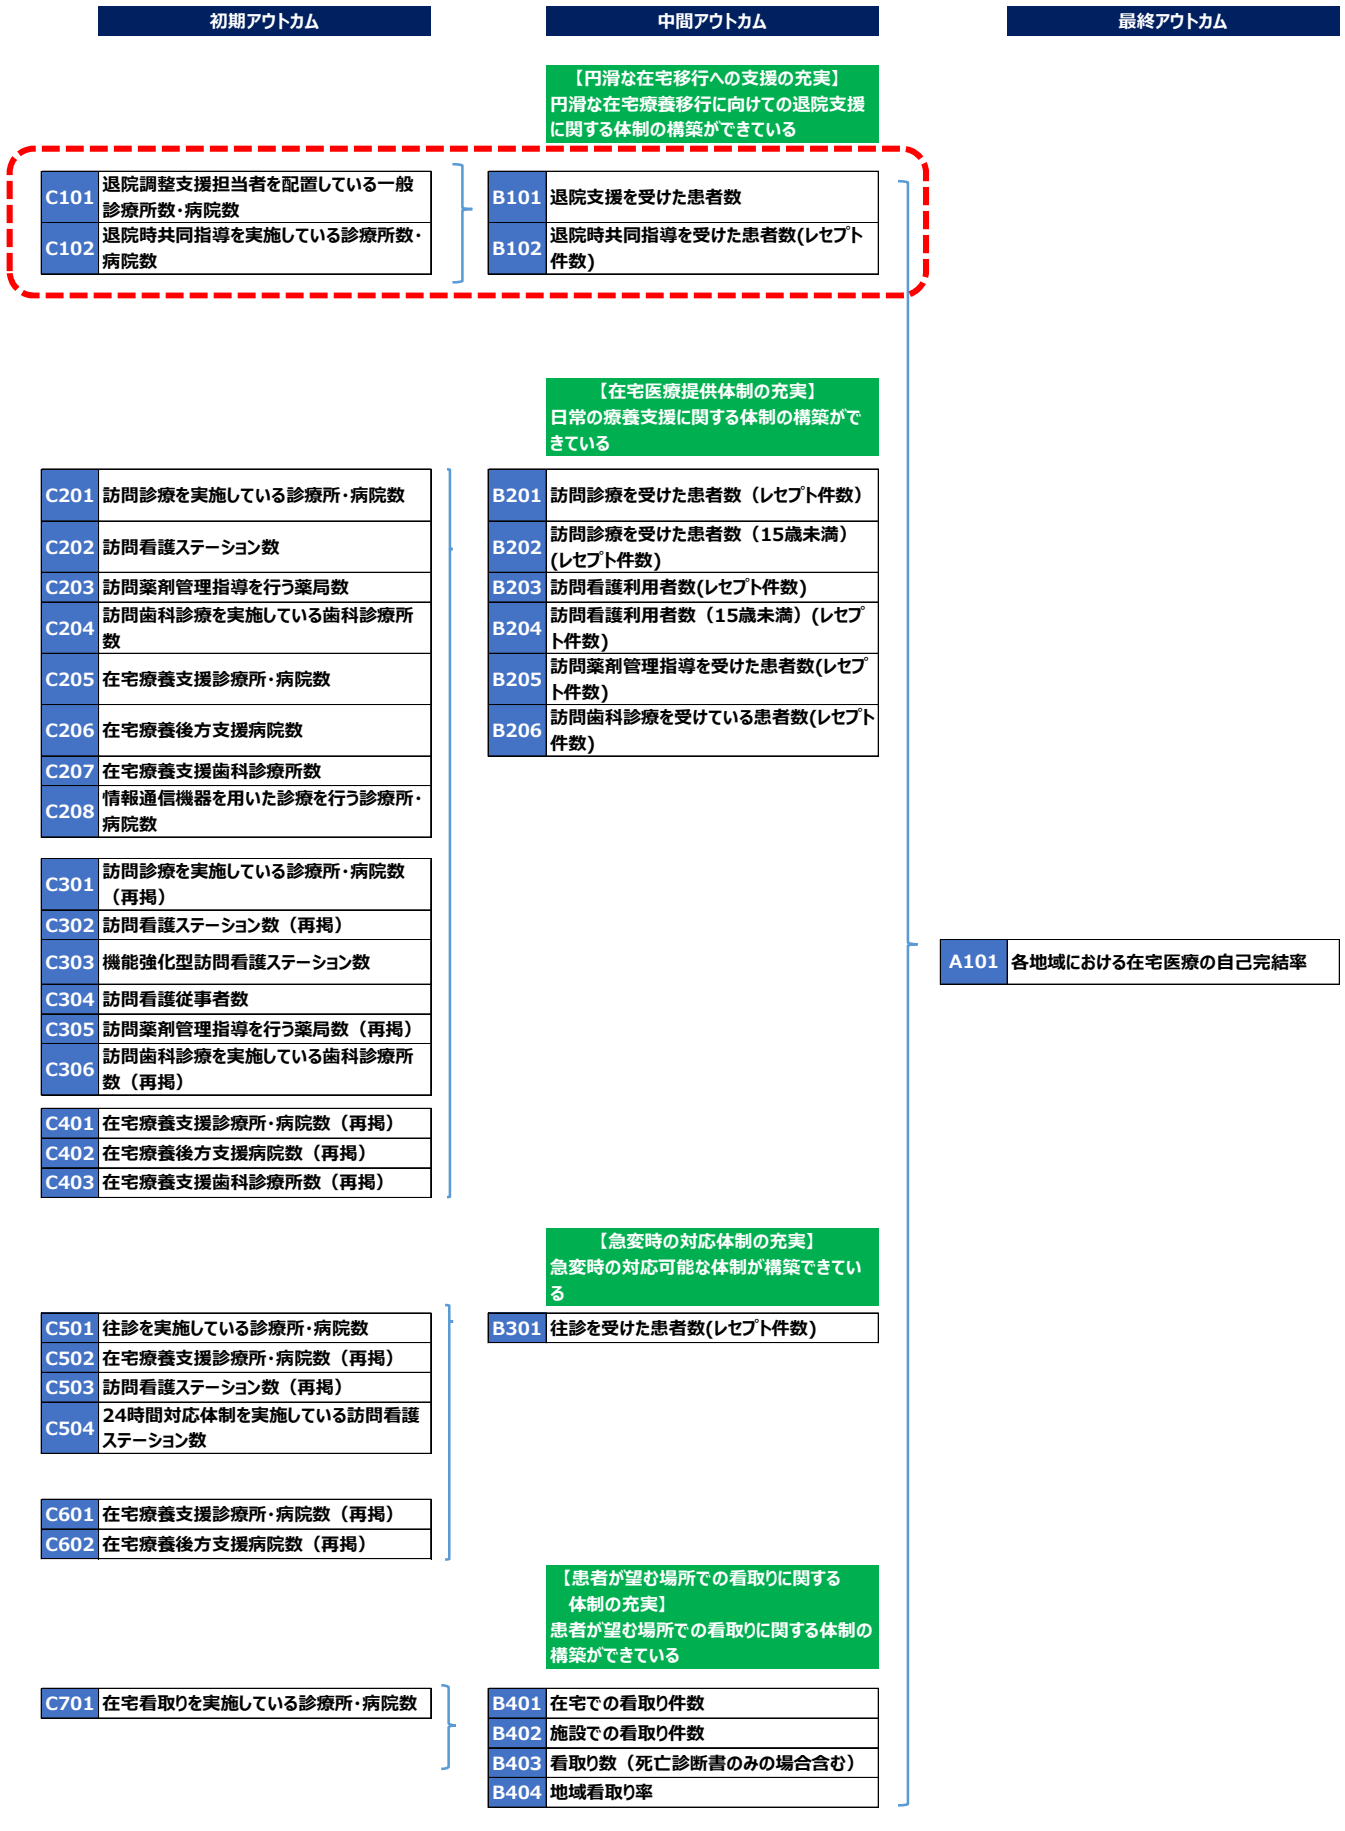 初期アウトカム
中間アウトカム
最終アウトカム
【円滑な在宅移行への支援の充実】
円滑な在宅療養移行に向けての退院支援
に関する体制の構築ができている
C101
退院調整支援担当者を配置している一般
診療所数・病院数
C102
退院時共同指導を実施している診療所数・
病院数
B101
退院支援を受けた患者数
B102
退院時共同指導を受けた患者数(レセプト
件数)
【在宅医療提供体制の充実】
日常の療養支援に関する体制の構築がで
きている
C201
訪問診療を実施している診療所・病院数
C202
訪問看護ステーション数
C203
訪問薬剤管理指導を行う薬局数
C204
訪問歯科診療を実施している歯科診療所
数
C205
在宅療養支援診療所・病院数
C206
在宅療養後方支援病院数
C207
在宅療養支援歯科診療所数
C208
情報通信機器を用いた診療を行う診療所・
病院数
B201
訪問診療を受けた患者数（レセプト件数）
B202
訪問診療を受けた患者数（15歳未満）
(レセプト件数)
B203
訪問看護利用者数(レセプト件数)
B204
訪問看護利用者数（15歳未満）(レセプ
ト件数)
B205
訪問薬剤管理指導を受けた患者数(レセプ
ト件数)
B206
訪問歯科診療を受けている患者数(レセプト
件数)
C301
訪問診療を実施している診療所・病院数
（再掲）
C302
訪問看護ステーション数（再掲）
C303
機能強化型訪問看護ステーション数
C304
訪問看護従事者数
C305
訪問薬剤管理指導を行う薬局数（再掲）
C306
訪問歯科診療を実施している歯科診療所
数（再掲）
A101
各地域における在宅医療の自己完結率
C401
在宅療養支援診療所・病院数（再掲）
C402
在宅療養後方支援病院数（再掲）
C403
在宅療養支援歯科診療所数（再掲）
【急変時の対応体制の充実】
急変時の対応可能な体制が構築できてい
る
C501
往診を実施している診療所・病院数
C502
在宅療養支援診療所・病院数（再掲）
C503
訪問看護ステーション数（再掲）
C504
24時間対応体制を実施している訪問看護
ステーション数
B301
往診を受けた患者数(レセプト件数)
C601
在宅療養支援診療所・病院数（再掲）
C602
在宅療養後方支援病院数（再掲）
【患者が望む場所での看取りに関する
体制の充実】
患者が望む場所での看取りに関する体制の
構築ができている
C701
在宅看取りを実施している診療所・病院数
B401
在宅での看取り件数
B402
施設での看取り件数
B403
看取り数（死亡診断書のみの場合含む）
B404
地域看取り率